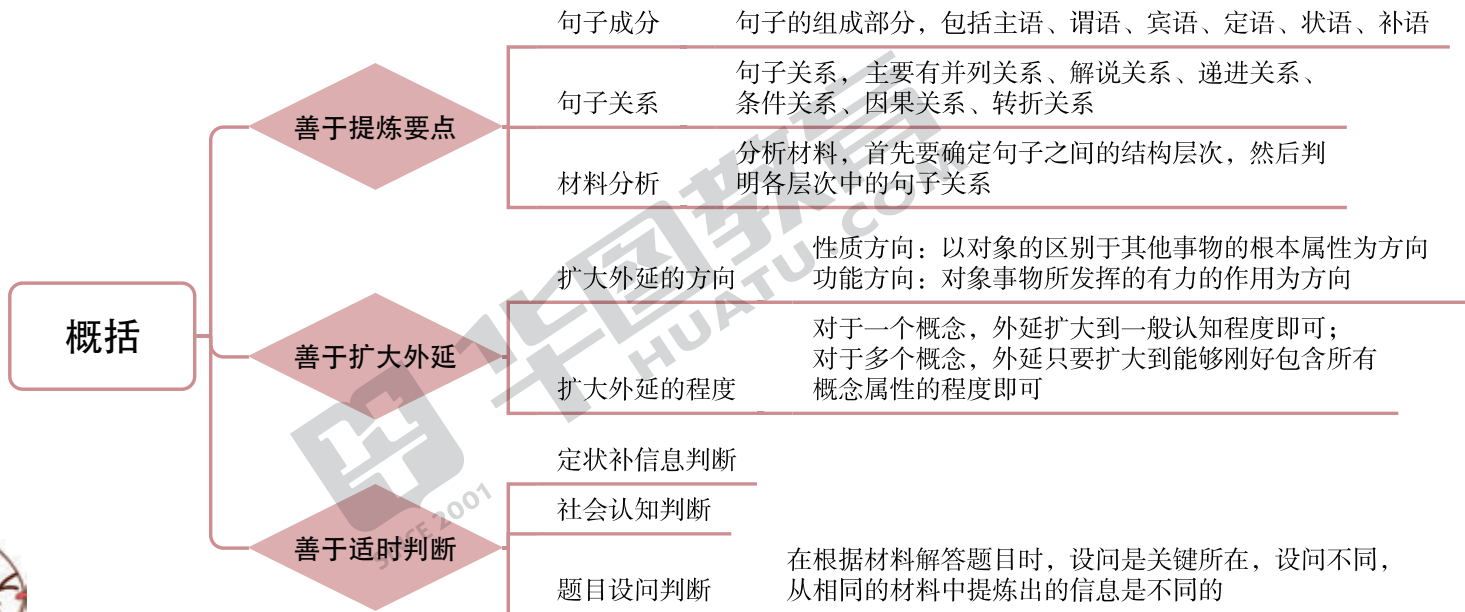 概括
善于提炼要点
句子成分
句子的组成部分，包括主语、谓语、宾语、定语、状语、补语
句子关系
句子关系，主要有并列关系、解说关系、递进关系、
条件关系、因果关系、转折关系
材料分析
分析材料，首先要确定句子之间的结构层次，然后判
明各层次中的句子关系
善于扩大外延
扩大外延的方向
性质方向：以对象的区别于其他事物的根本属性为方向
功能方向：对象事物所发挥的有力的作用为方向
扩大外延的程度
对于一个概念，外延扩大到一般认知程度即可；
对于多个概念，外延只要扩大到能够刚好包含所有
概念属性的程度即可
善于适时判断
定状补信息判断
社会认知判断
题目设问判断
在根据材料解答题目时，设问是关键所在，设问不同，
从相同的材料中提炼出的信息是不同的
华图教育
HUATU.COM
SINCE 2001